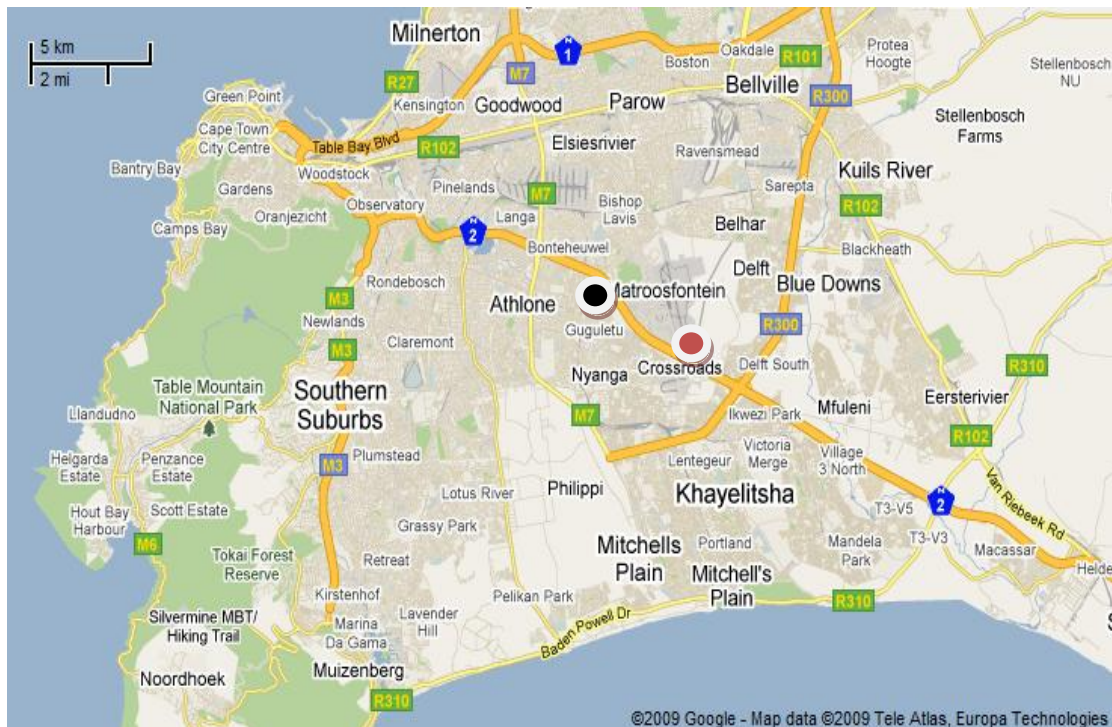 5 km
2 mi
Milnerton
N
1
Oakdale
R101
Protea
Hoogte
Boston
Stellenbosch
NU
R27
M7
Bellville
Green Point
Kensington
Goodwood
Parow
R300
Cape Town
City Centre
Table Bay Blvd
R102
Elsiesrivier
Ravensmead
Stellenbosch
Farms
Bantry Bay
Woodstock
Kuils River
Gardens
Pinelands
M7
Sarepta
R102
Observatory
Langa
Bishop
Lavis
Oranjezicht
Camps Bay
N
2
Bonteheuwel
Belhar
Blackheath
Rondebosch
Delft
Blue Downs
M3
Athlone
Matroosfontein
Newlands
Guguletu
R300
M3
Claremont
Nyanga
Crossroads
Delft South
R310
Table Mountain
National Park
Southern
Suburbs
Llandudno
M7
Ikwezi Park
Mfuleni
Eersterivier
R102
Helgarda
Estate
Penzance
Estate
M3
Plumstead
Lentegeur
Victoria
Merge
Village
3 North
Van Riebeek Rd
Hout Bay
Harbour
Scott Estate
Lotus River
Philippi
Khayelitsha
N
2
T3-V5
M6
Grassy Park
Mitchells
Plain
Portland
Mandela
Park
T3-V3
Macassar
Tokai Forest
Reserve
Retreat
Mitchell's
Plain
Helde
Kirstenhof
Pelikan Park
R310
Silvermine MBT/
Hiking Trail
Marina
Da Gama
Lavender
Hill
Baden Powell Dr
S
Noordhoek
Muizenberg
R310
©2009 Google - Map data ©2009 Tele Atlas, Europa Technologies